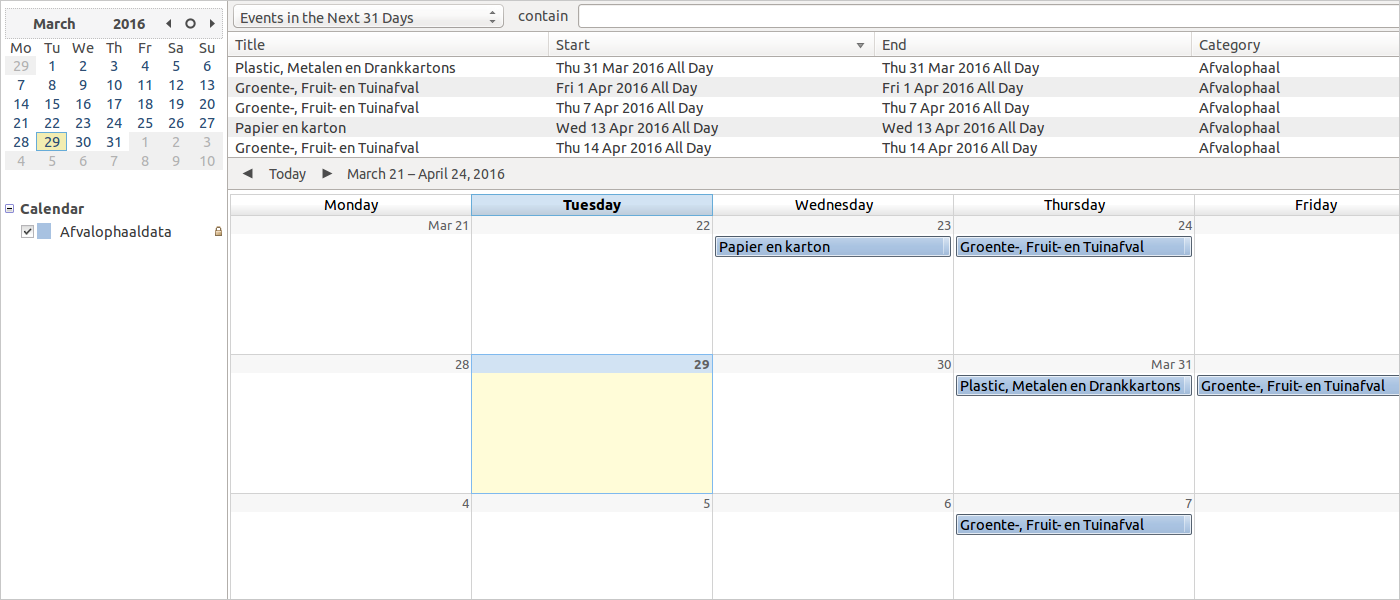 March 2016
Mo Tu We Th Fr Sa Su
29 1 2 3 4 5 6
7 8 9 10 11 12 13
14 15 16 17 18 19 20
21 22 23 24 25 26 27
28 29 30 31 1 2 3
4 5 6 7 8 9 10
Calendar
Afvalophaaldata
Events in the Next 31 Days contain
Title Start End Category
Plastic, Metalen en Drankkartons Thu 31 Mar 2016 All Day Thu 31 Mar 2016 All Day Afvalophaal
Groente-, Fruit- en Tuinafval Fri 1 Apr 2016 All Day Fri 1 Apr 2016 All Day Afvalophaal
Groente-, Fruit- en Tuinafval Thu 7 Apr 2016 All Day Thu 7 Apr 2016 All Day Afvalophaal
Papier en karton Wed 13 Apr 2016 All Day Wed 13 Apr 2016 All Day Afvalophaal
Groente-, Fruit- en Tuinafval Thu 14 Apr 2016 All Day Thu 14 Apr 2016 All Day Afvalophaal
Today March 21 – April 24, 2016
Monday Tuesday Wednesday Thursday Friday
Mar 21 22 23 24
Papier en karton Groente-, Fruit- en Tuinafval
28 29 30 Mar 31
Plastic, Metalen en Drankkartons Groente-, Fruit- en Tuinafval
4 5 6 7
Groente-, Fruit- en Tuinafval